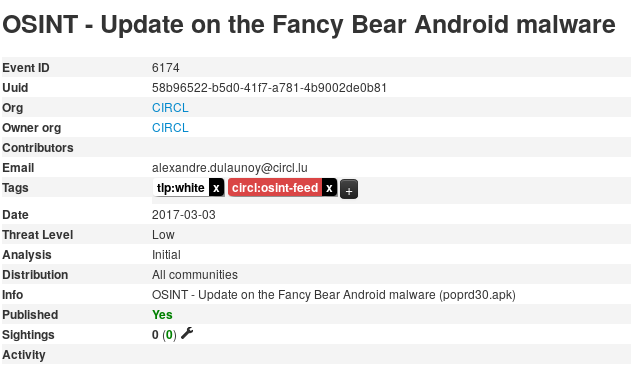 OSINT - Update on the Fancy Bear Android malware
Event ID 6174
Uuid 58b96522-b5d0-41f7-a781-4b9002de0b81
Org CIRCL
Owner org CIRCL
Contributors
Email alexandre.dulaunoy@circl.lu
Tags tlp:white x circl:osint-feed x +
Date 2017-03-03
Threat Level Low
Analysis Initial
Distribution All communities
Info OSINT - Update on the Fancy Bear Android malware (poprd30.apk)
Published Yes
Sightings 0 (0)
Activity